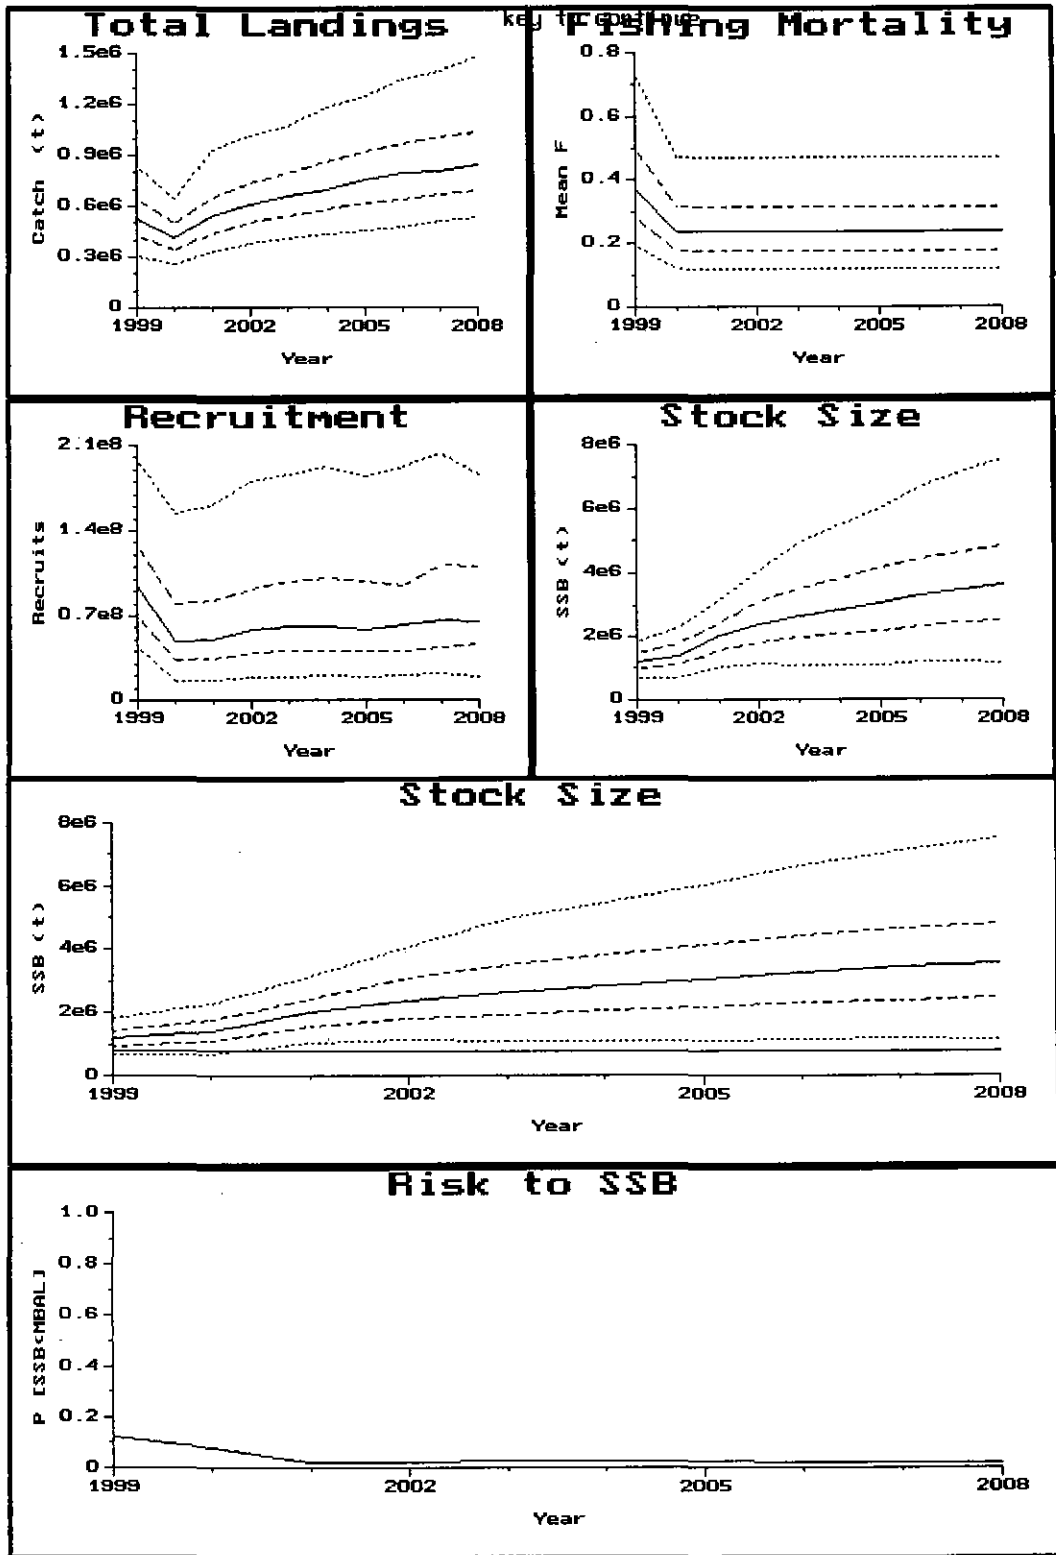 Total Landings
key to continue
Fishing Mortality
1.5e6
1.2e6
0.9e6
0.6e6
0.3e6
0
Catch (t)
1999 2002 2005 2008
Year
0.8
0.6
0.4
0.2
0
Mean F
1999 2002 2005 2008
Year
Recruitment
2.1e8
1.4e8
0.7e8
0
Recruits
1999 2002 2005 2008
Year
Stock Size
8e6
6e6
4e6
2e6
0
SSB (t)
1999 2002 2005 2008
Year
Stock Size
8e6
6e6
4e6
2e6
0
SSB (t)
1999 2002 2005 2008
Year
Risk to SSB
1.0
0.8
0.6
0.4
0.2
0
P [SSB<MBAL]
1999 2002 2005 2008
Year